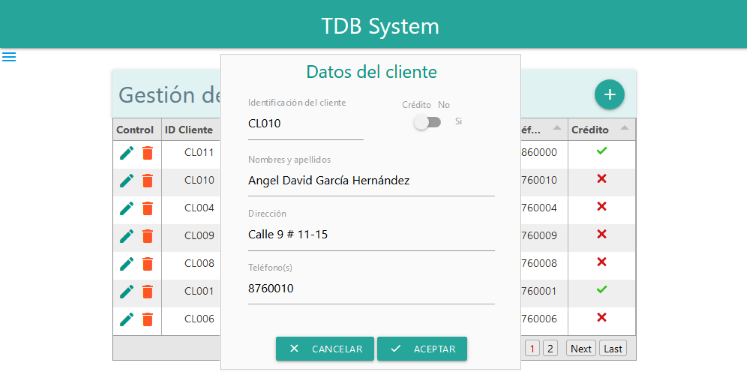 TDB System
Datos del cliente
Gestión de
Identificación del cliente
Crédito No
CL010
Si
Control ID Cliente
Crédito
CL011
860000
Nombres y apellidos
CL010
Angel David García Hernández
760010
CL004
760004
Dirección
CL009
Calle 9 # 11-15
760009
CL008
Teléfono(s)
760008
CL001
8760010
760001
CL006
760006
CANCELAR
ACEPTAR
1 2 Next Last